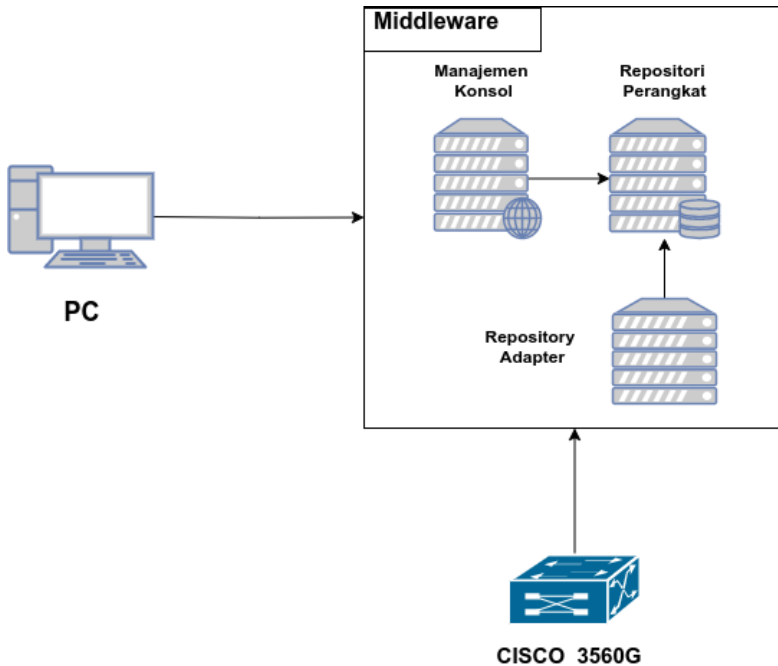 Middleware
Manajemen
Konsol
Repositori
Perangkat
PC
Repository
Adapter
CISCO 3560G